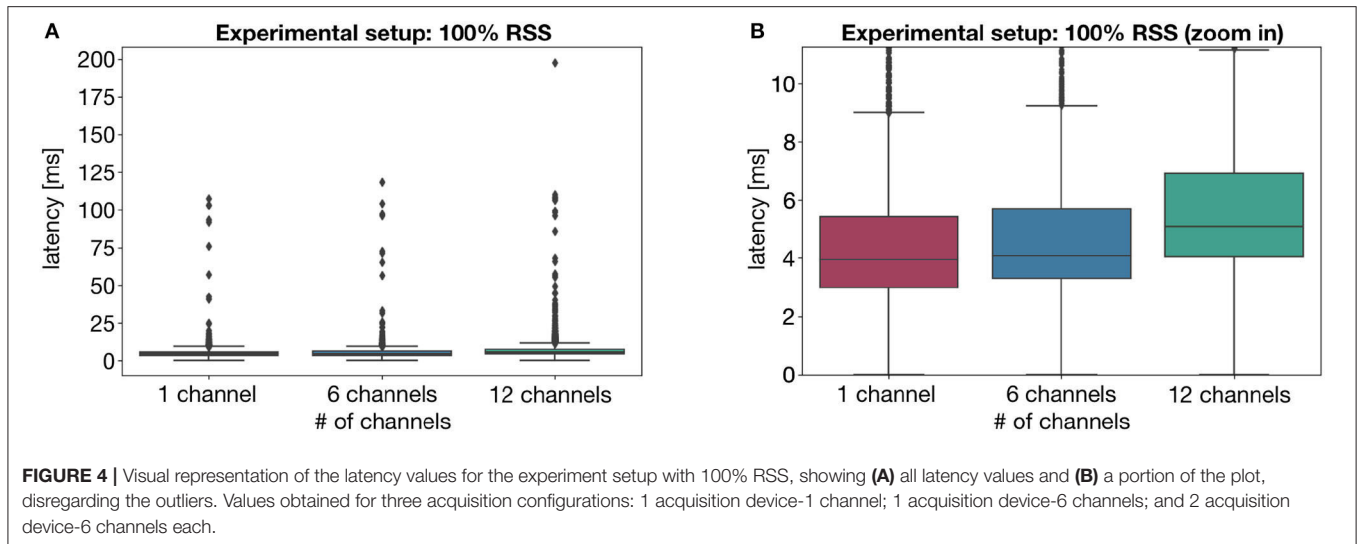 A
Experimental setup: 100% RSS
200
175
150
125
100
75
50
25
0
latency [ms]
1 channel
6 channels
12 channels
# of channels
B
Experimental setup: 100% RSS (zoom in)
10
8
6
4
2
0
latency [ms]
1 channel
6 channels
12 channels
# of channels
FIGURE 4 | Visual representation of the latency values for the experiment setup with 100% RSS, showing (A) all latency values and (B) a portion of the plot,
disregarding the outliers. Values obtained for three acquisition configurations: 1 acquisition device-1 channel; 1 acquisition device-6 channels; and 2 acquisition
device-6 channels each.